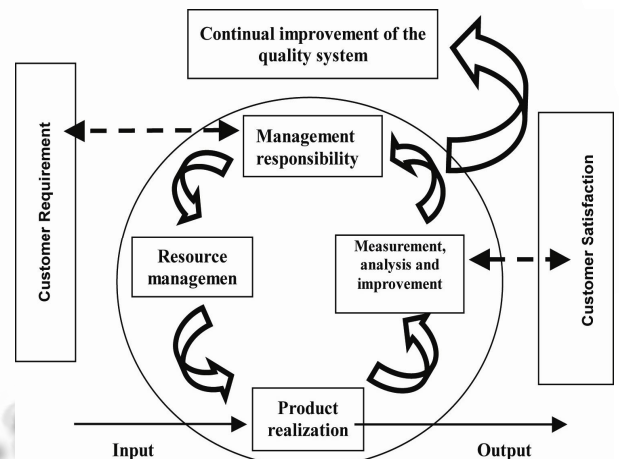 Continual improvement of the
quality system
Customer Requirement
Management
responsibility
Resource
managemen
Measurement,
analysis and
improvement
Customer Satisfaction
Product
realization
Input
Output